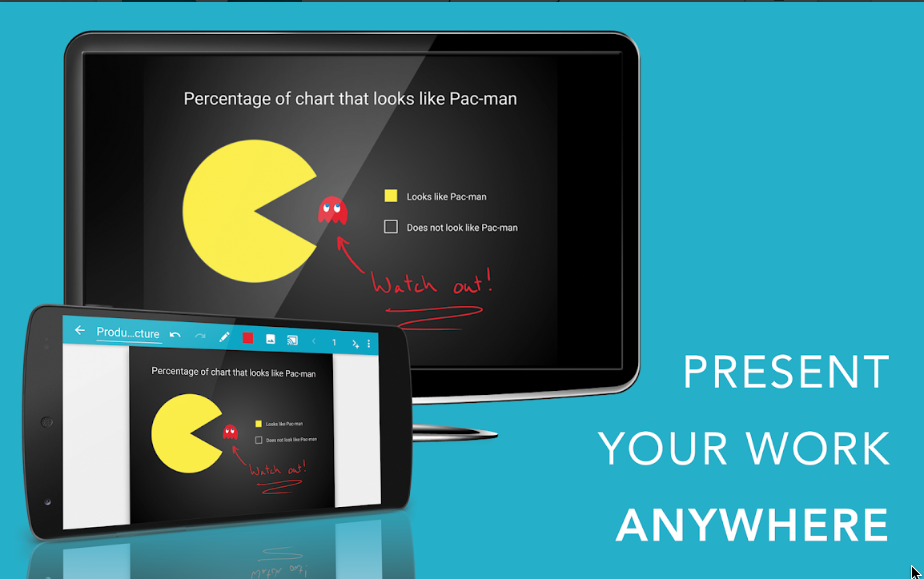 Percentage of chart that looks like Pac-man
Looks like Pac-man
Does not look like Pac-man
Watch out!
Produ...cture
1
Percentage of chart that looks like Pac-man
Looks like Pac-man
Does not look like Pac-man
Watch out!
PRESENT
YOUR WORK
ANYWHERE